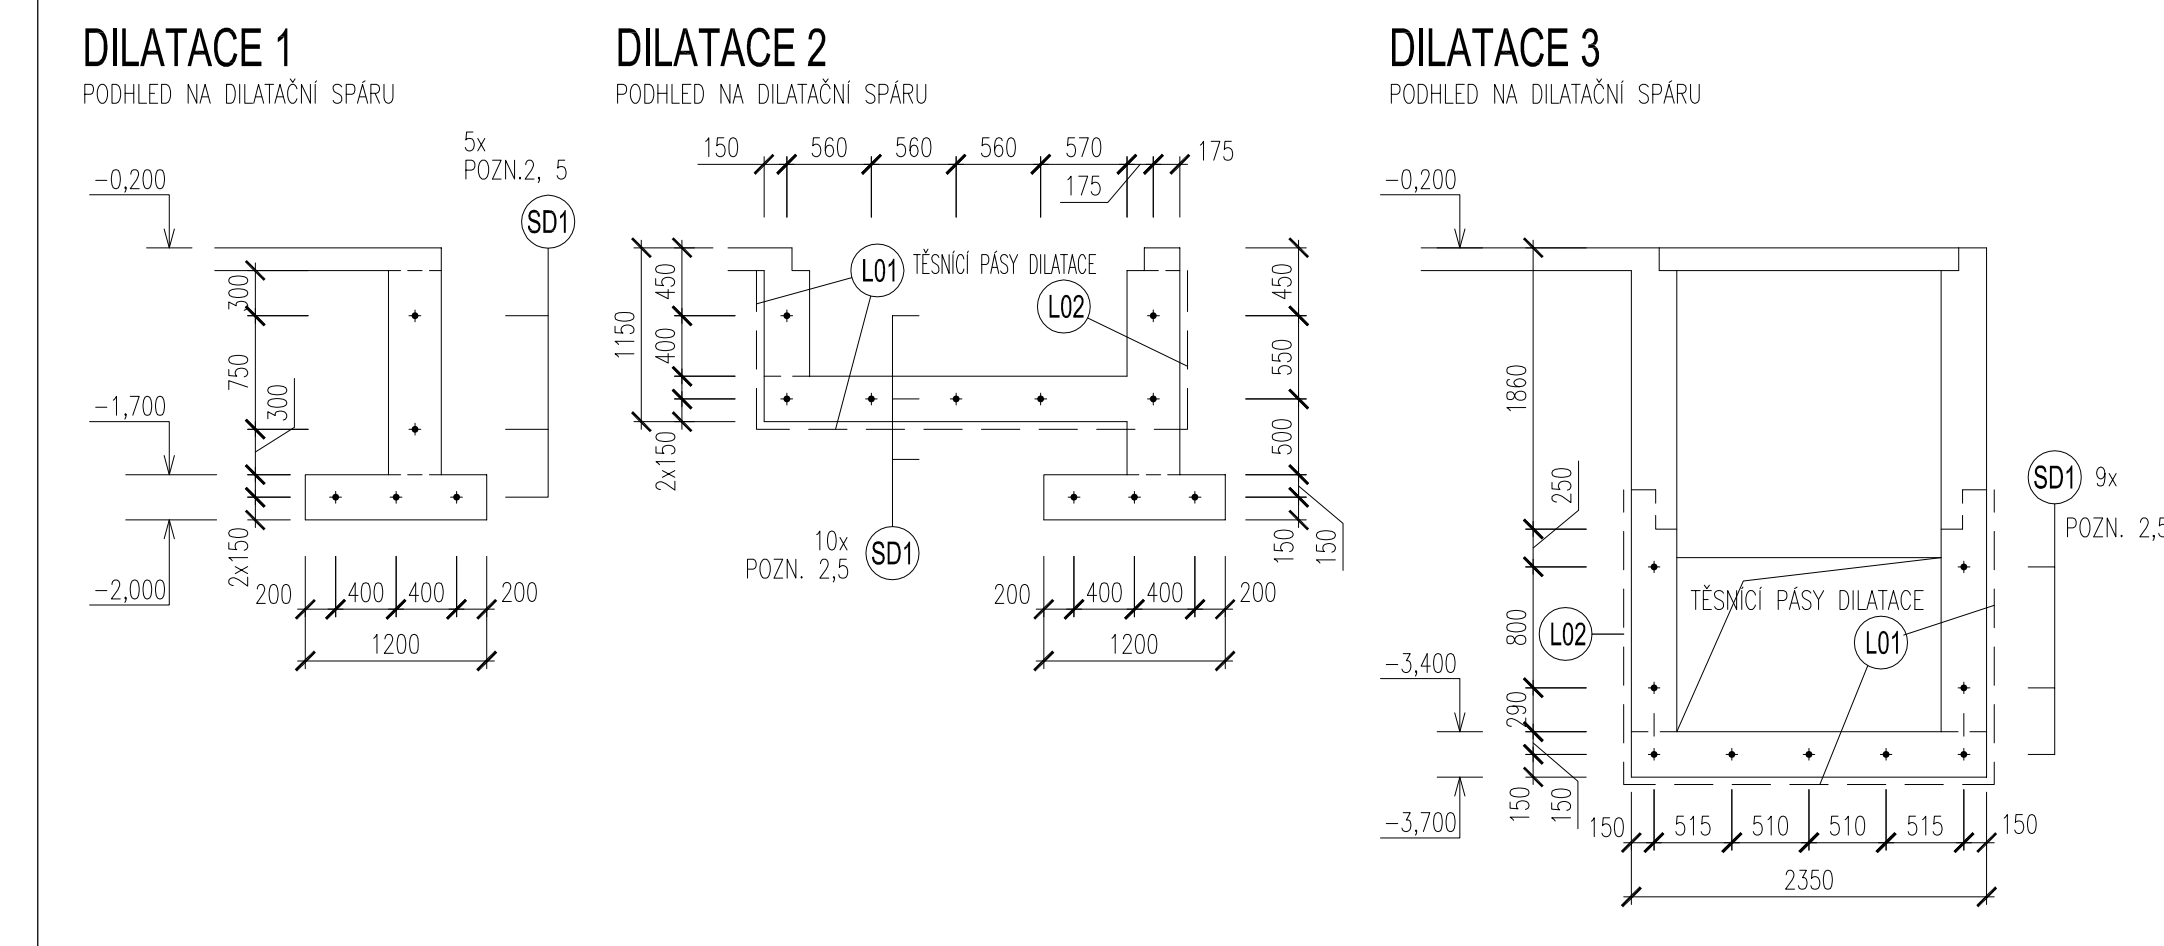 DILATACE 1
PODHLED NA DILATAČNÍ SPÁRU
5x
POZN.2, 5
SD1
-0,200
-1,700
-2,000
300
750
300
2x150
200
400
400
200
1200
DILATACE 2
PODHLED NA DILATAČNÍ SPÁRU
150
560
560
560
570
175
175
1150
450
400
2x150
L01
TĚSNÍCÍ PÁSY DILATACE
L02
450
550
500
150
150
10x
POZN. 2,5
SD1
200
400
400
200
1200
DILATACE 3
PODHLED NA DILATAČNÍ SPÁRU
-0,200
-3,400
-3,700
1860
250
800
290
150
150
L02
TĚSNÍCÍ PÁSY DILATACE
L01
SD1
9x
POZN. 2,5
150
515
510
510
515
150
2350